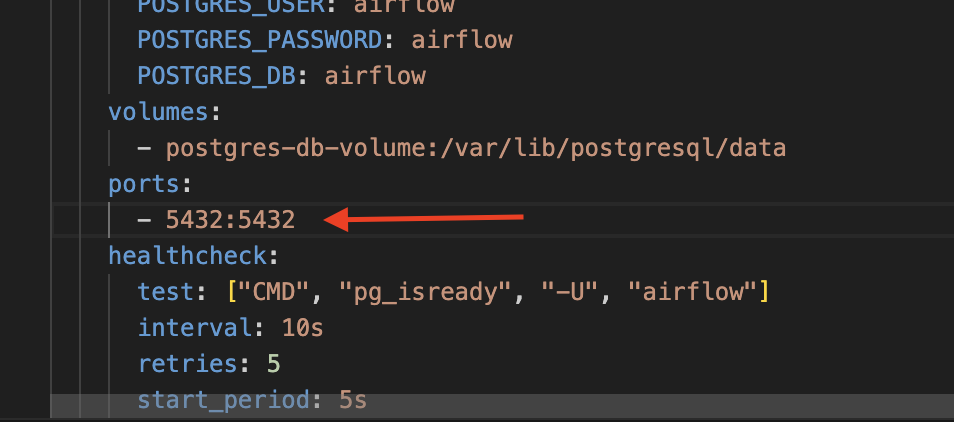 POSTGRES_USER: airflow
POSTGRES_PASSWORD: airflow
POSTGRES_DB: airflow
volumes:
- postgres-db-volume:/var/lib/postgresql/data
ports:
- 5432:5432
healthcheck:
test: ["CMD", "pg_isready", "-U", "airflow"]
interval: 10s
retries: 5
start_period: 5s